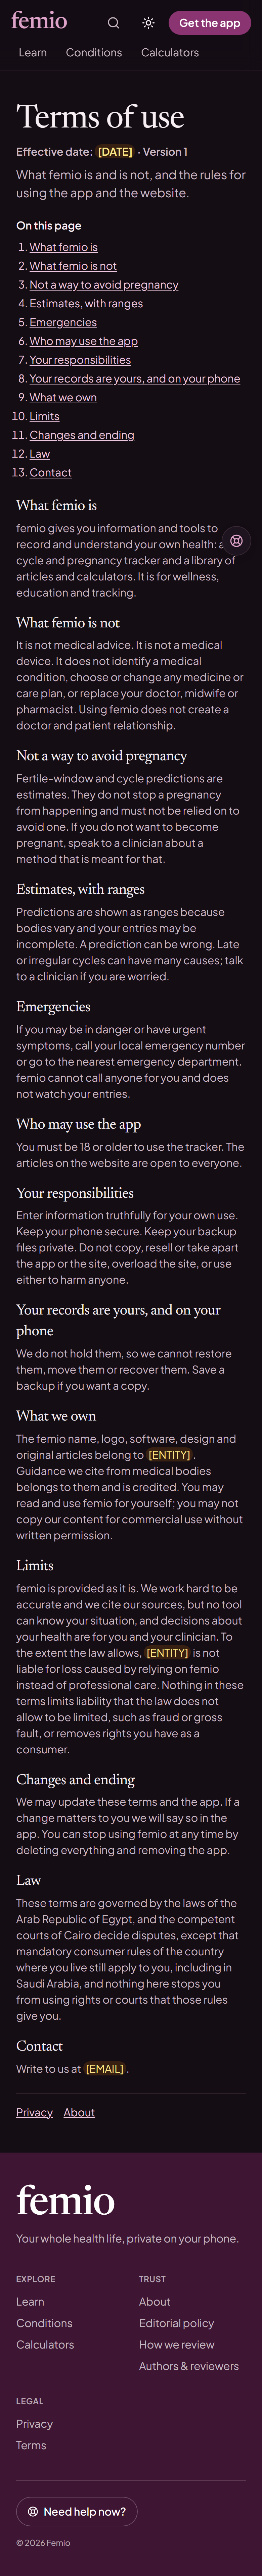 femio
Get the app
Learn Conditions Calculators
Terms of use
Effective date: [DATE] · Version 1
What femio is and is not, and the rules for
using the app and the website.
On this page
1. What femio is
2. What femio is not
3. Not a way to avoid pregnancy
4. Estimates, with ranges
5. Emergencies
6. Who may use the app
7. Your responsibilities
8. Your records are yours, and on your phone
9. What we own
10. Limits
11. Changes and ending
12. Law
13. Contact
What femio is
femio gives you information and tools to
record and understand your own health: a
cycle and pregnancy tracker and a library of
articles and calculators. It is for wellness,
education and tracking.
What femio is not
It is not medical advice. It is not a medical
device. It does not identify a medical
condition, choose or change any medicine or
care plan, or replace your doctor, midwife or
pharmacist. Using femio does not create a
doctor and patient relationship.
Not a way to avoid pregnancy
Fertile-window and cycle predictions are
estimates. They do not stop a pregnancy
from happening and must not be relied on to
avoid one. If you do not want to become
pregnant, speak to a clinician about a
method that is meant for that.
Estimates, with ranges
Predictions are shown as ranges because
bodies vary and your entries may be
incomplete. A prediction can be wrong. Late
or irregular cycles can have many causes; talk
to a clinician if you are worried.
Emergencies
If you may be in danger or have urgent
symptoms, call your local emergency number
or go to the nearest emergency department.
femio cannot call anyone for you and does
not watch your entries.
Who may use the app
You must be 18 or older to use the tracker. The
articles on the website are open to everyone.
Your responsibilities
Enter information truthfully for your own use.
Keep your phone secure. Keep your backup
files private. Do not copy, resell or take apart
the app or the site, overload the site, or use
either to harm anyone.
Your records are yours, and on your
phone
We do not hold them, so we cannot restore
them, move them or recover them. Save a
backup if you want a copy.
What we own
The femio name, logo, software, design and
original articles belong to [ENTITY].
Guidance we cite from medical bodies
belongs to them and is credited. You may
read and use femio for yourself; you may not
copy our content for commercial use without
written permission.
Limits
femio is provided as it is. We work hard to be
accurate and we cite our sources, but no tool
can know your situation, and decisions about
your health are for you and your clinician. To
the extent the law allows, [ENTITY] is not
liable for loss caused by relying on femio
instead of professional care. Nothing in these
terms limits liability that the law does not
allow to be limited, such as fraud or gross
fault, or removes rights you have as a
consumer.
Changes and ending
We may update these terms and the app. If a
change matters to you we will say so in the
app. You can stop using femio at any time by
deleting everything and removing the app.
Law
These terms are governed by the laws of the
Arab Republic of Egypt, and the competent
courts of Cairo decide disputes, except that
mandatory consumer rules of the country
where you live still apply to you, including in
Saudi Arabia, and nothing here stops you
from using rights or courts that those rules
give you.
Contact
Write to us at [EMAIL].
Privacy About
femio
Your whole health life, private on your phone.
EXPLORE
Learn
Conditions
Calculators
TRUST
About
Editorial policy
How we review
Authors & reviewers
LEGAL
Privacy
Terms
Need help now?
© 2026 Femio